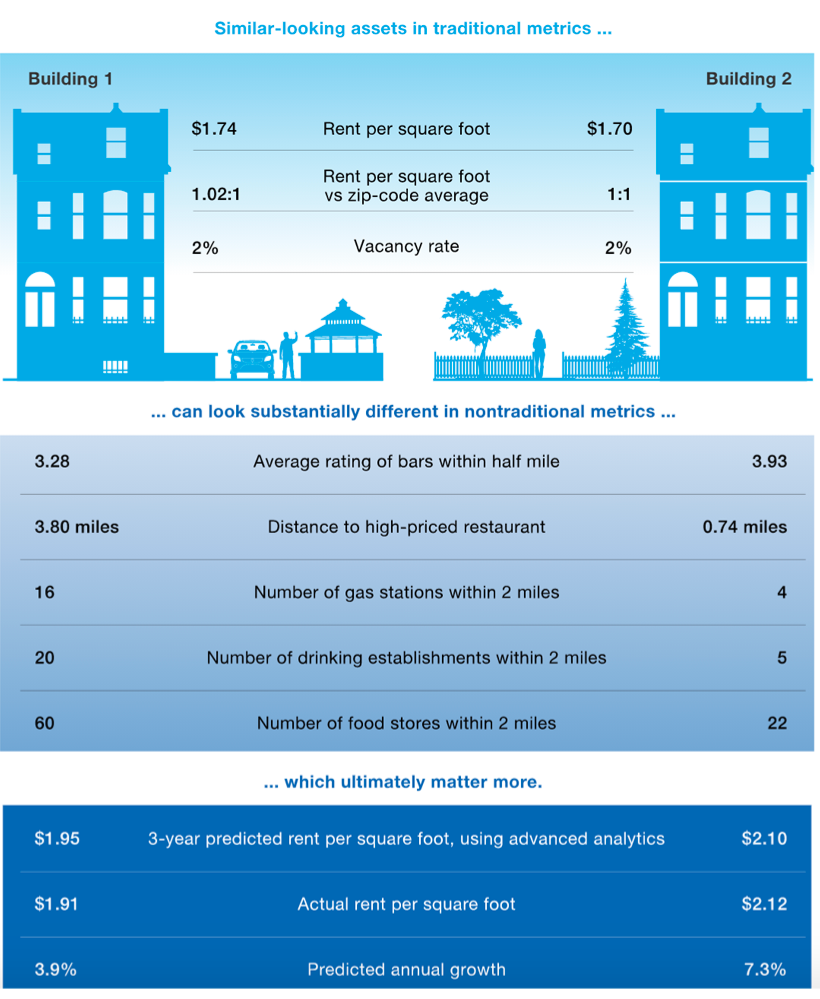 Similar-looking assets in traditional metrics ...
Building 1
Building 2
$1.74 Rent per square foot $1.70
Rent per square foot
1.02:1 vs zip-code average 1:1
2% Vacancy rate 2%
... can look substantially different in nontraditional metrics ...
3.28 Average rating of bars within half mile 3.93
3.80 miles Distance to high-priced restaurant 0.74 miles
16 Number of gas stations within 2 miles 4
20 Number of drinking establishments within 2 miles 5
60 Number of food stores within 2 miles 22
... which ultimately matter more.
$1.95 3-year predicted rent per square foot, using advanced analytics $2.10
$1.91 Actual rent per square foot $2.12
3.9% Predicted annual growth 7.3%